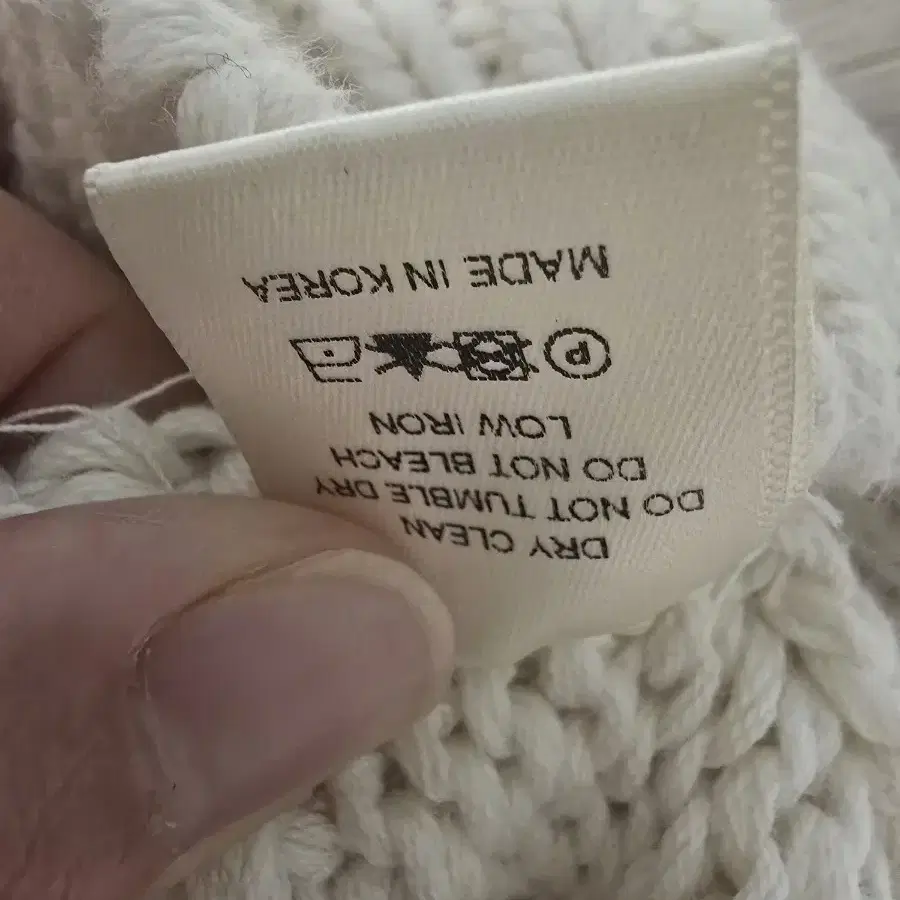 DRY CLEAN
DO NOT TUMBLE DRY
DO NOT BLEACH
LOW IRON
P
MADE IN KOREA